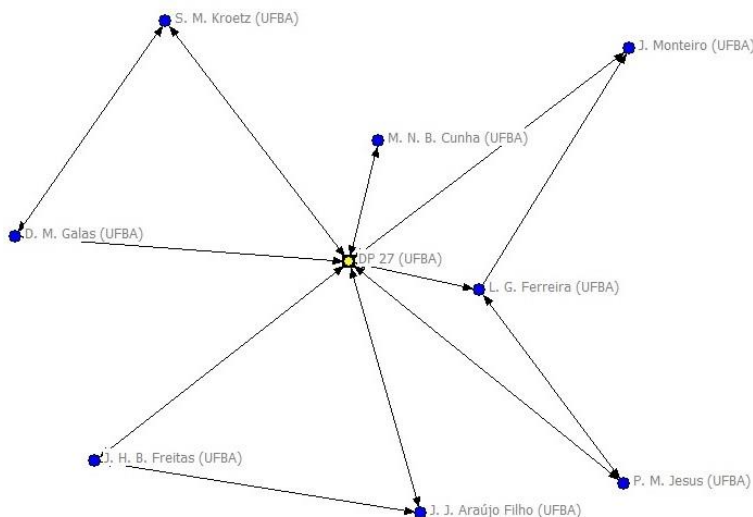 S. M. Kroetz (UFBA)
J. Monteiro (UFBA)
M. N. B. Cunha (UFBA)
D. M. Galas (UFBA)
DP 27 (UFBA)
L. G. Ferreira (UFBA)
J. H. B. Freitas (UFBA)
P. M. Jesus (UFBA)
J. J. Araújo Filho (UFBA)